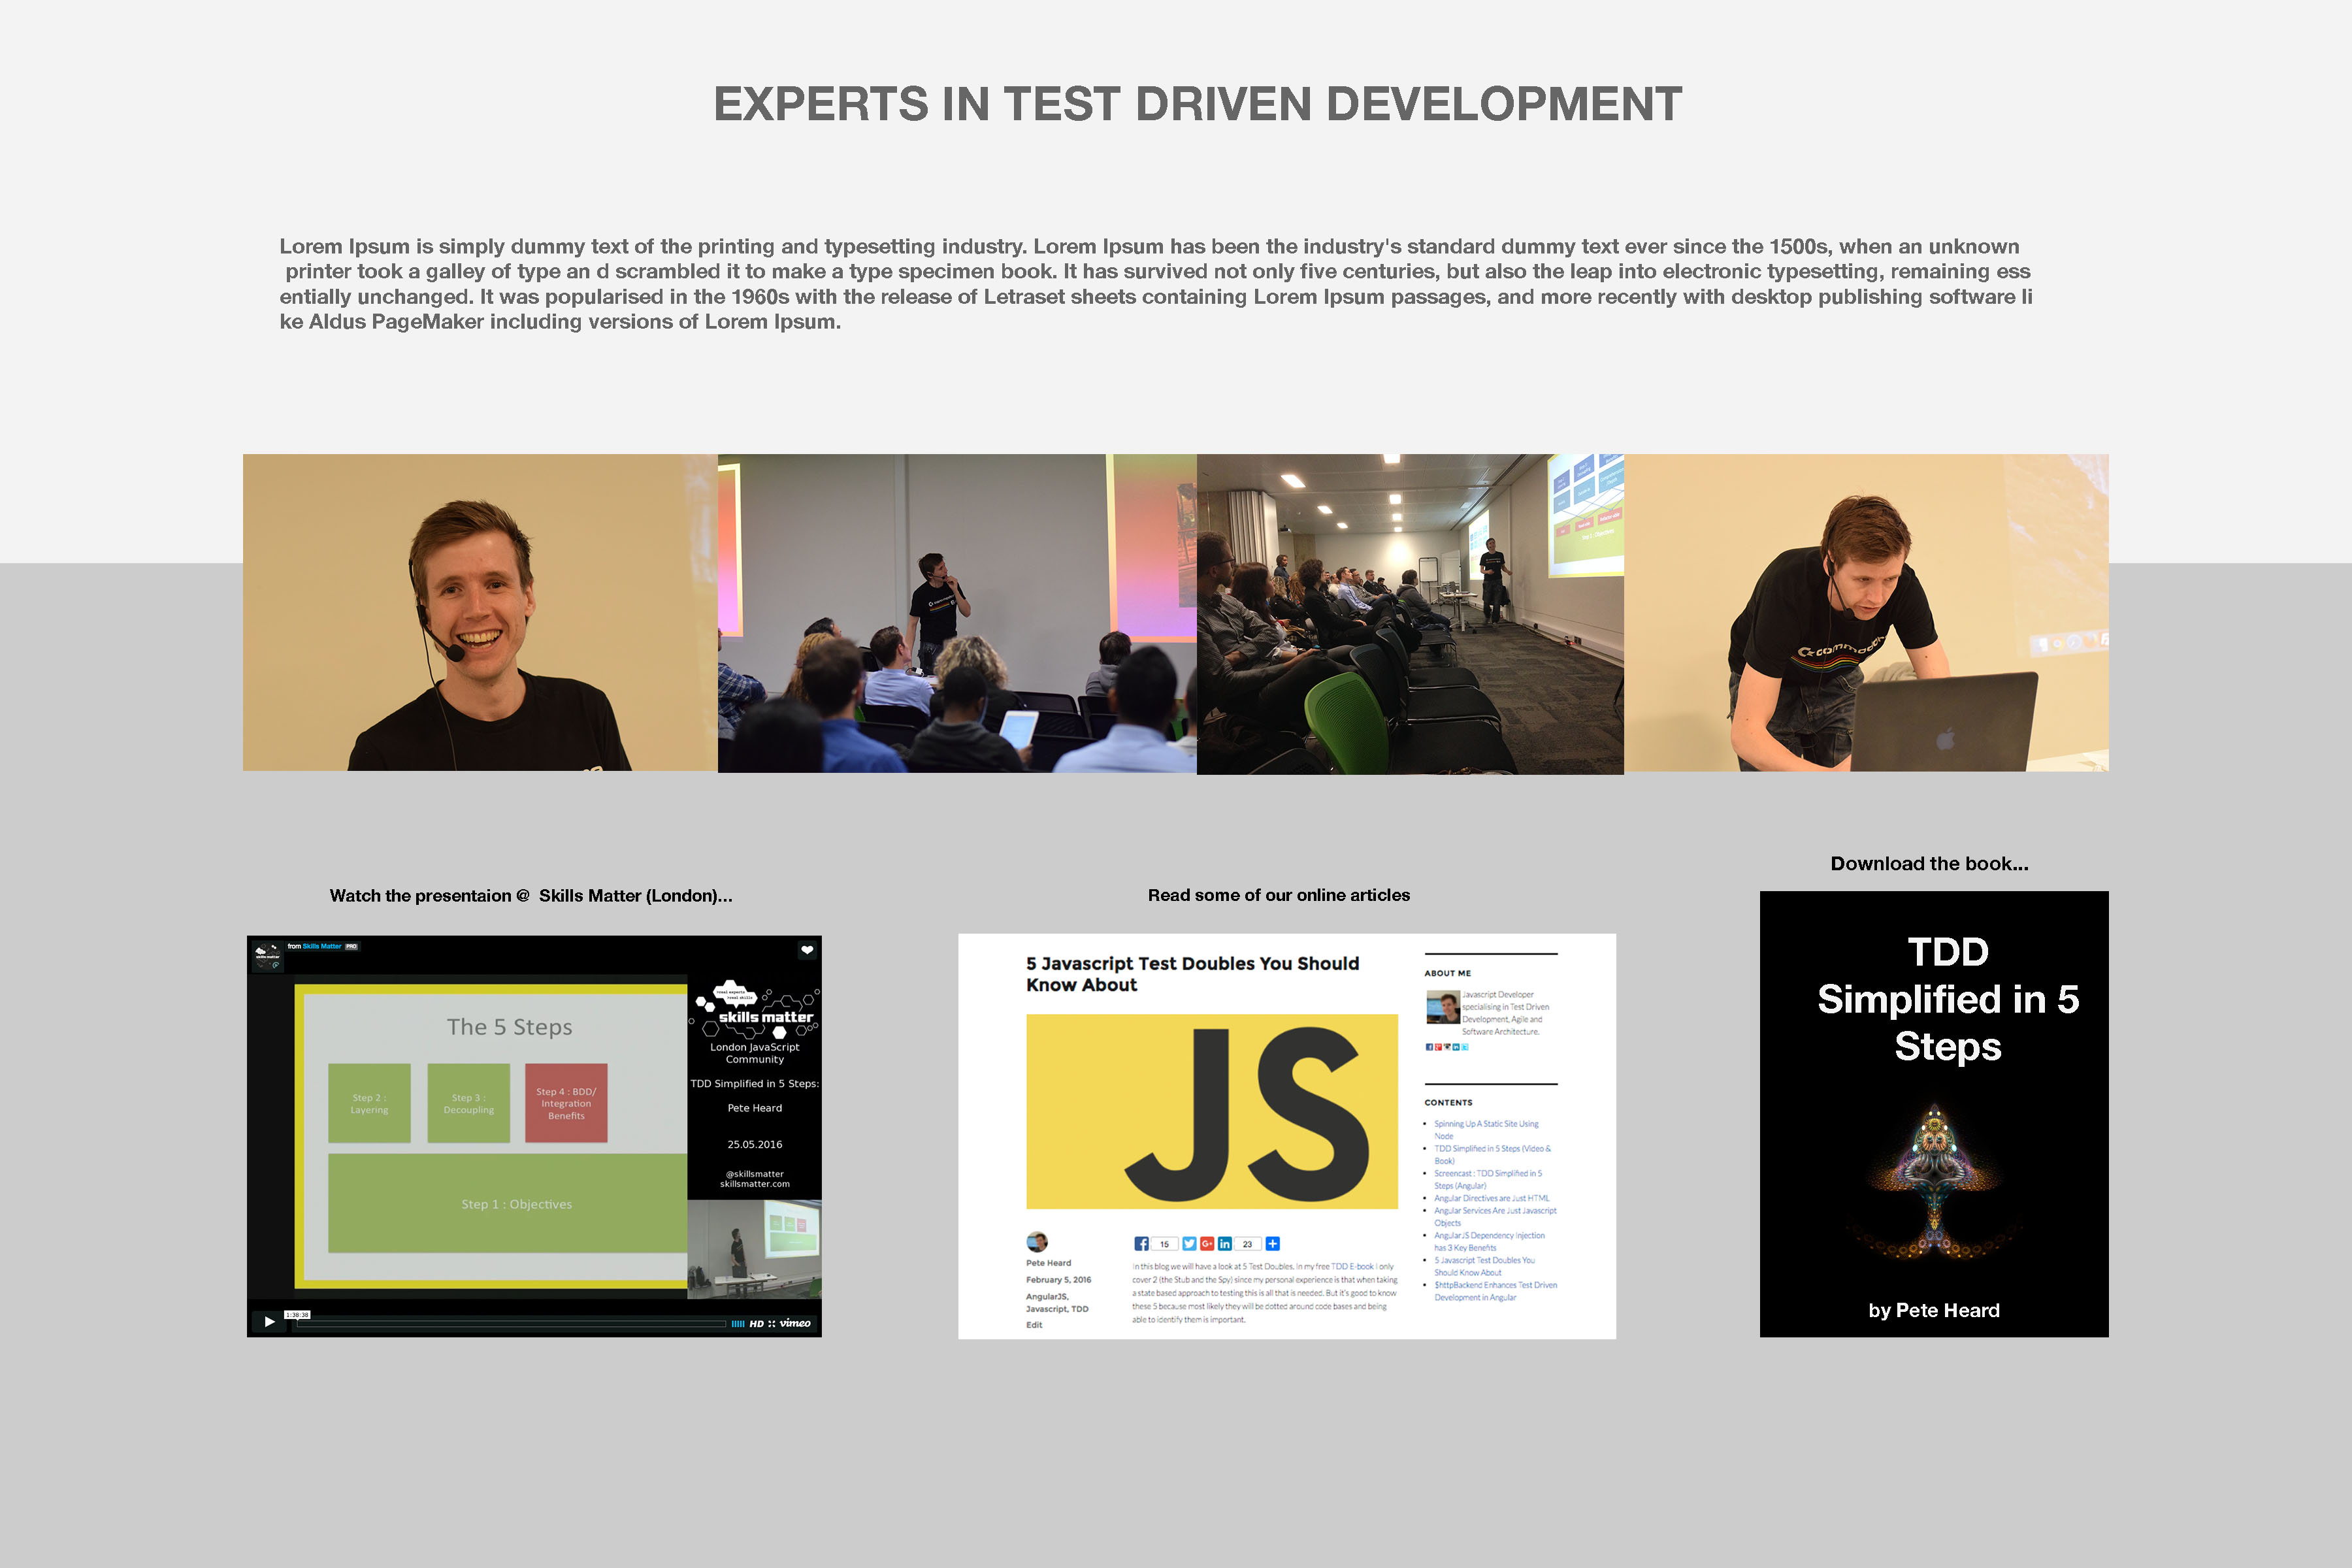 EXPERTS IN TEST DRIVEN DEVELOPMENT
Lorem Ipsum is simply dummy text of the printing and typesetting industry. Lorem Ipsum has been the industry's standard dummy text ever since the 1500s, when an unknown
printer took a galley of type an d scrambled it to make a type specimen book. It has survived not only five centuries, but also the leap into electronic typesetting, remaining ess
entially unchanged. It was popularised in the 1960s with the release of Letraset sheets containing Lorem Ipsum passages, and more recently with desktop publishing software li
ke Aldus PageMaker including versions of Lorem Ipsum.
Watch the presentaion @  Skills Matter (London)...
from Skills Matter PRO
The 5 Steps
Step 2 :
Layering
Step 3 :
Decoupling
Step 4 : BDD/
Integration
Benefits
Step 1 : Objectives
skills matter
London JavaScript
Community
TDD Simplified in 5 Steps:
Pete Heard
25.05.2016
@skillsmatter
skillsmatter.com
1:38:38
HD vimeo
Read some of our online articles
5 Javascript Test Doubles You Should
Know About
JS
Pete Heard
February 5, 2016
AngularJS,
Javascript, TDD
Edit
15
23
In this blog we will have a look at 5 Test Doubles. In my free TDD E-book I only
cover 2 (the Stub and the Spy) since my personal experience is that when taking
a state based approach to testing this is all that is needed. But it's good to know
these 5 because most likely they will be dotted around code bases and being
able to identify them is important.
ABOUT ME
Javascript Developer
specialising in Test Driven
Development, Agile and
Software Architecture.
CONTENTS
Spinning Up A Static Site Using
Node
TDD Simplified in 5 Steps (Video &
Book)
Screencast : TDD Simplified in 5
Steps (Angular)
Angular Directives are Just HTML
Angular Services Are Just Javascript
Objects
AngularJS Dependency Injection
has 3 Key Benefits
5 Javascript Test Doubles You
Should Know About
$httpBackend Enhances Test Driven
Development in Angular
Download the book...
TDD
Simplified in 5
Steps
by Pete Heard